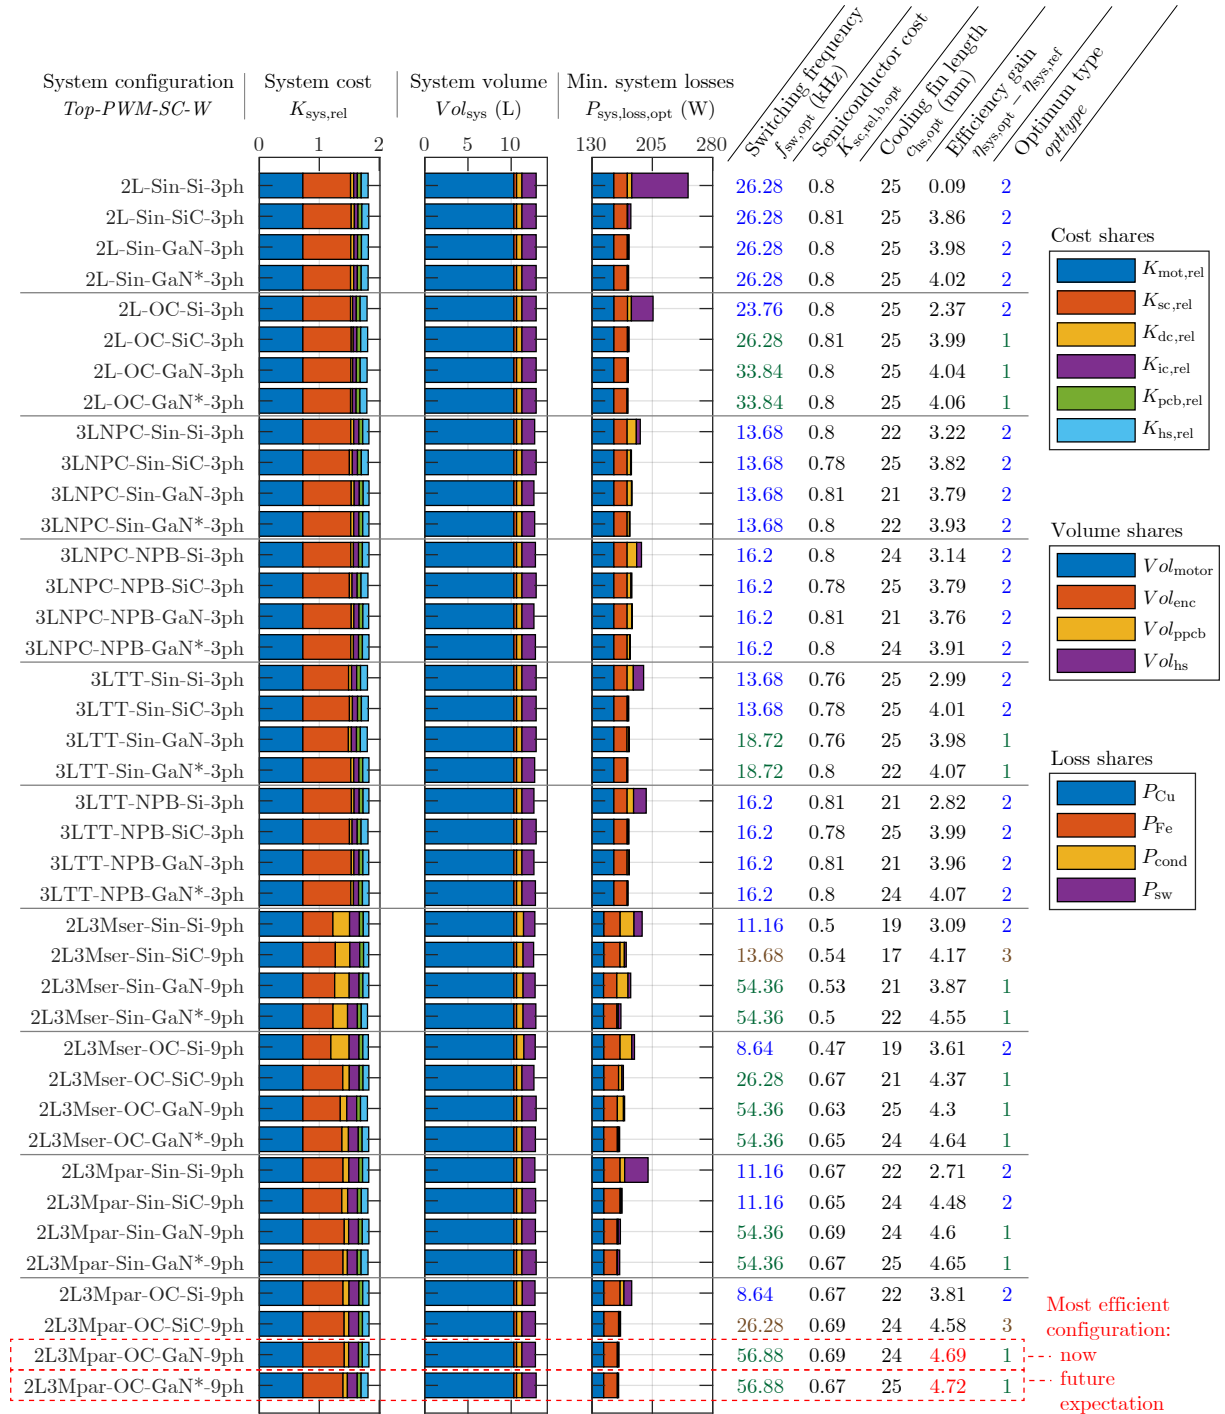 System configuration
Top-PWM-SC-W
System cost
K_sys,rel
System volume
Vol_sys (L)
Min. system losses
P_sys,loss,opt (W)
Switching frequency
f_sw,opt (kHz)
Semiconductor cost
K_sc,rel,b,opt
Cooling fin length
c_hs,opt (mm)
Efficiency gain
η_sys,opt − η_sys,ref
Optimum type
opttype
0 1 2
0 5 10
130 205 280
2L-Sin-Si-3ph 26.28 0.8 25 0.09 2
2L-Sin-SiC-3ph 26.28 0.81 25 3.86 2
2L-Sin-GaN-3ph 26.28 0.8 25 3.98 2
2L-Sin-GaN*-3ph 26.28 0.8 25 4.02 2
2L-OC-Si-3ph 23.76 0.8 25 2.37 2
2L-OC-SiC-3ph 26.28 0.81 25 3.99 1
2L-OC-GaN-3ph 33.84 0.8 25 4.04 1
2L-OC-GaN*-3ph 33.84 0.8 25 4.06 1
3LNPC-Sin-Si-3ph 13.68 0.8 22 3.22 2
3LNPC-Sin-SiC-3ph 13.68 0.78 25 3.82 2
3LNPC-Sin-GaN-3ph 13.68 0.81 21 3.79 2
3LNPC-Sin-GaN*-3ph 13.68 0.8 22 3.93 2
3LNPC-NPB-Si-3ph 16.2 0.8 24 3.14 2
3LNPC-NPB-SiC-3ph 16.2 0.78 25 3.79 2
3LNPC-NPB-GaN-3ph 16.2 0.81 21 3.76 2
3LNPC-NPB-GaN*-3ph 16.2 0.8 24 3.91 2
3LTT-Sin-Si-3ph 13.68 0.76 25 2.99 2
3LTT-Sin-SiC-3ph 13.68 0.78 25 4.01 2
3LTT-Sin-GaN-3ph 18.72 0.76 25 3.98 1
3LTT-Sin-GaN*-3ph 18.72 0.8 22 4.07 1
3LTT-NPB-Si-3ph 16.2 0.81 21 2.82 2
3LTT-NPB-SiC-3ph 16.2 0.78 25 3.99 2
3LTT-NPB-GaN-3ph 16.2 0.81 21 3.96 2
3LTT-NPB-GaN*-3ph 16.2 0.8 24 4.07 2
2L3Mser-Sin-Si-9ph 11.16 0.5 19 3.09 2
2L3Mser-Sin-SiC-9ph 13.68 0.54 17 4.17 3
2L3Mser-Sin-GaN-9ph 54.36 0.53 21 3.87 1
2L3Mser-Sin-GaN*-9ph 54.36 0.5 22 4.55 1
2L3Mser-OC-Si-9ph 8.64 0.47 19 3.61 2
2L3Mser-OC-SiC-9ph 26.28 0.67 21 4.37 1
2L3Mser-OC-GaN-9ph 54.36 0.63 25 4.3 1
2L3Mser-OC-GaN*-9ph 54.36 0.65 24 4.64 1
2L3Mpar-Sin-Si-9ph 11.16 0.67 22 2.71 2
2L3Mpar-Sin-SiC-9ph 11.16 0.65 24 4.48 2
2L3Mpar-Sin-GaN-9ph 54.36 0.69 24 4.6 1
2L3Mpar-Sin-GaN*-9ph 54.36 0.67 25 4.65 1
2L3Mpar-OC-Si-9ph 8.64 0.67 22 3.81 2
2L3Mpar-OC-SiC-9ph 26.28 0.69 24 4.58 3
2L3Mpar-OC-GaN-9ph 56.88 0.69 24 4.69 1
2L3Mpar-OC-GaN*-9ph 56.88 0.67 25 4.72 1
Cost shares
K_mot,rel
K_sc,rel
K_dc,rel
K_ic,rel
K_pcb,rel
K_hs,rel
Volume shares
Vol_motor
Vol_enc
Vol_ppcb
Vol_hs
Loss shares
P_Cu
P_Fe
P_cond
P_sw
Most efficient
configuration:
now
future
expectation